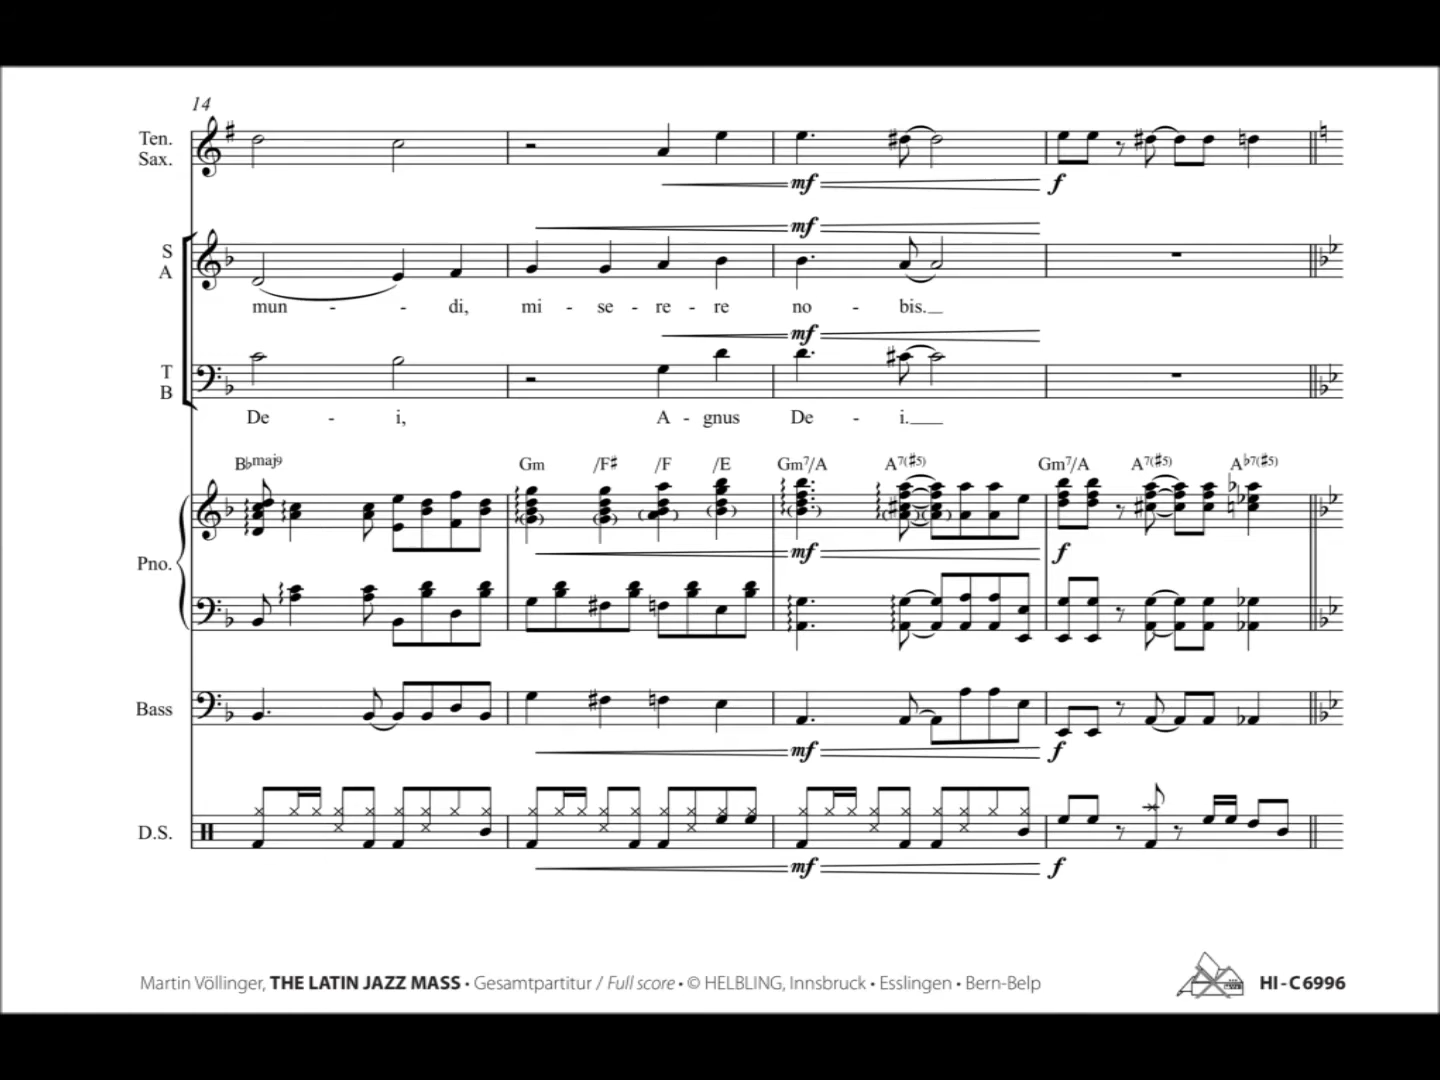 14
Ten.
Sax.
mf
f
mf
S
A
mun - - di, mi - se - re - re no - bis.
mf
T
B
De - i, A - gnus De - i.
B♭maj9 Gm /F♯ /F /E Gm7/A A7(♯5) Gm7/A A7(♯5) A♭7(♯5)
Pno.
mf
f
Bass
mf
f
D.S.
mf
f
Martin Völlinger, THE LATIN JAZZ MASS • Gesamtpartitur / Full score • © HELBLING, Innsbruck • Esslingen • Bern-Belp
HI-C6996